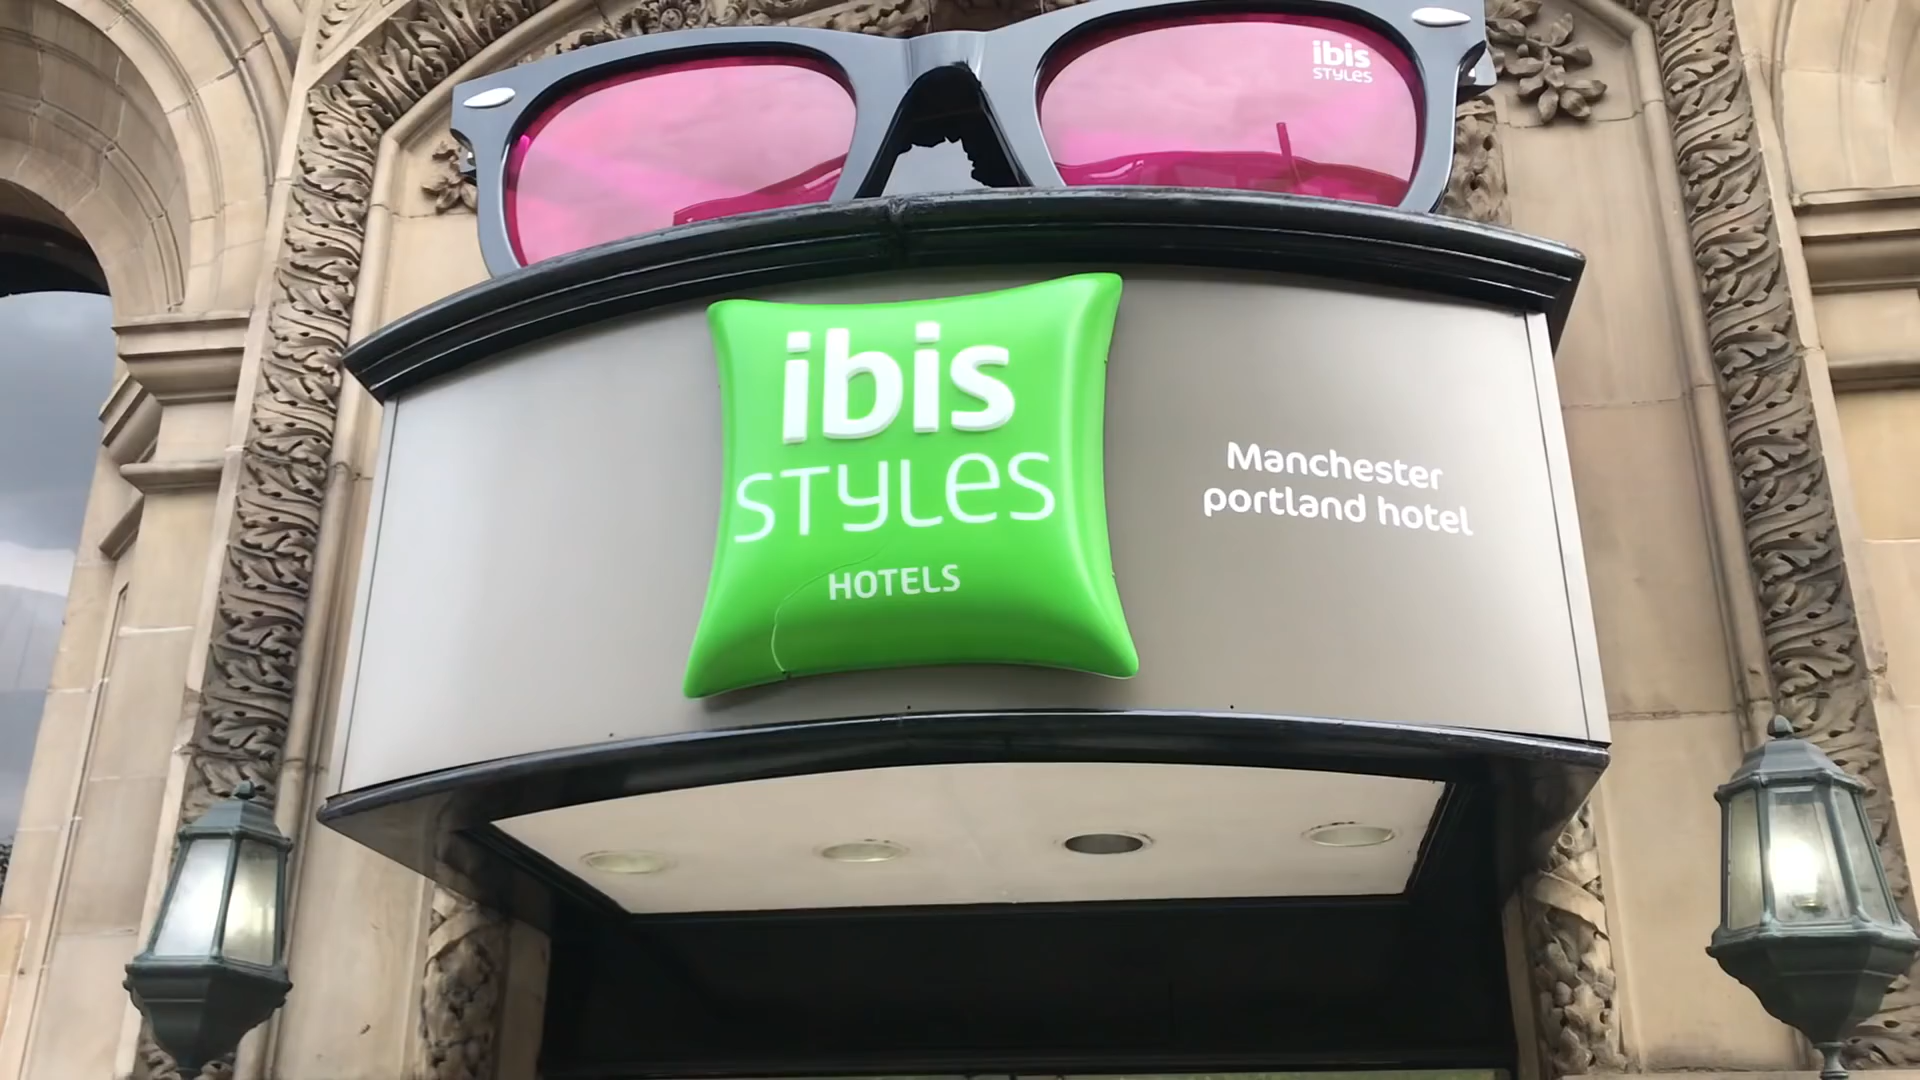 ibis
STYLES
ibis
STYLES
HOTELS
Manchester
portland hotel